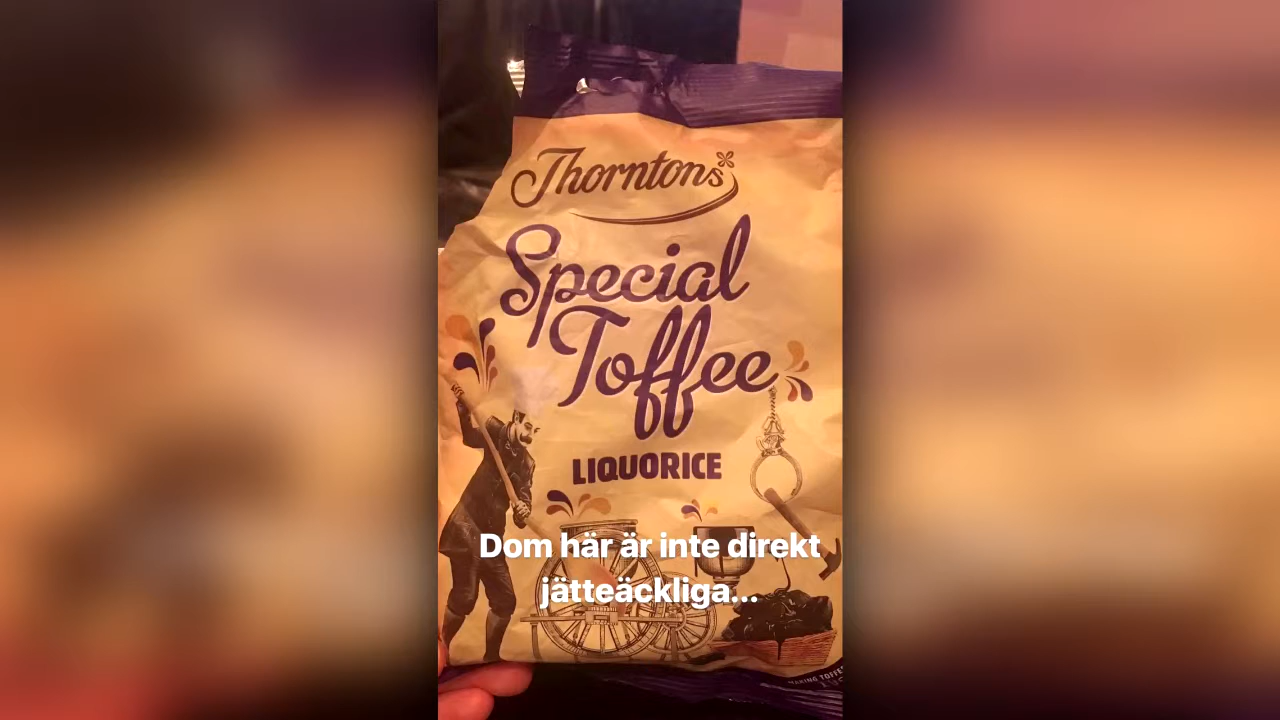 Thorntons
Special
Toffee
LIQUORICE
Dom här är inte direkt
jätteäckliga...